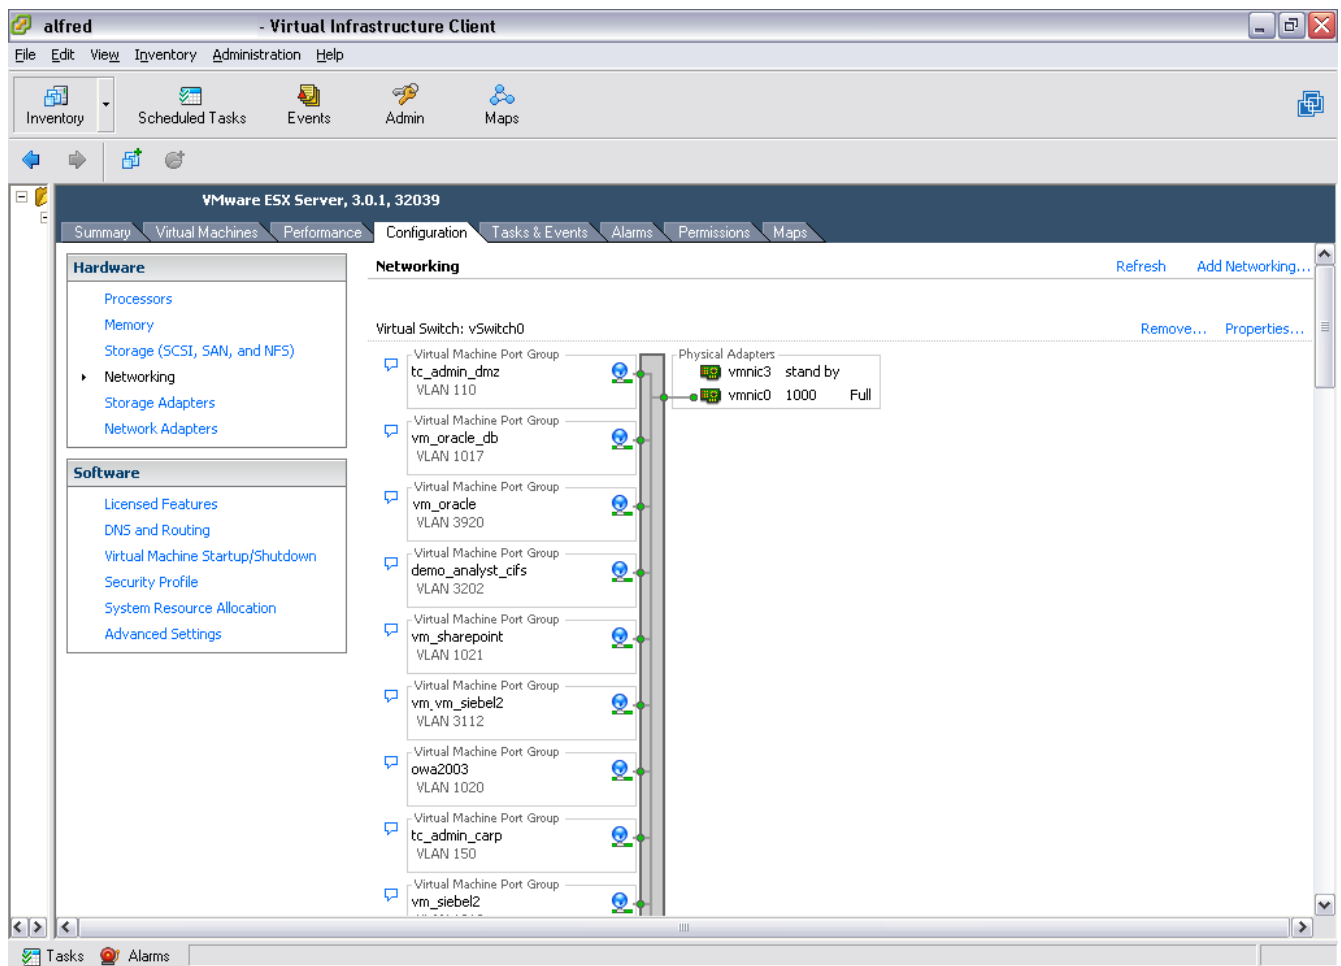 alfred - Virtual Infrastructure Client
File Edit View Inventory Administration Help
Inventory Scheduled Tasks Events Admin Maps
VMware ESX Server, 3.0.1, 32039
Summary Virtual Machines Performance Configuration Tasks & Events Alarms Permissions Maps
Hardware
Processors
Memory
Storage (SCSI, SAN, and NFS)
Networking
Storage Adapters
Network Adapters
Software
Licensed Features
DNS and Routing
Virtual Machine Startup/Shutdown
Security Profile
System Resource Allocation
Advanced Settings
Networking Refresh Add Networking...
Virtual Switch: vSwitch0 Remove... Properties...
Virtual Machine Port Group
tc_admin_dmz
VLAN 110
Physical Adapters
vmnic3 stand by
vmnic0 1000 Full
Virtual Machine Port Group
vm_oracle_db
VLAN 1017
Virtual Machine Port Group
vm_oracle
VLAN 3920
Virtual Machine Port Group
demo_analyst_cifs
VLAN 3202
Virtual Machine Port Group
vm_sharepoint
VLAN 1021
Virtual Machine Port Group
vm_vm_siebel2
VLAN 3112
Virtual Machine Port Group
owa2003
VLAN 1020
Virtual Machine Port Group
tc_admin_carp
VLAN 150
Virtual Machine Port Group
vm_siebel2
Tasks Alarms